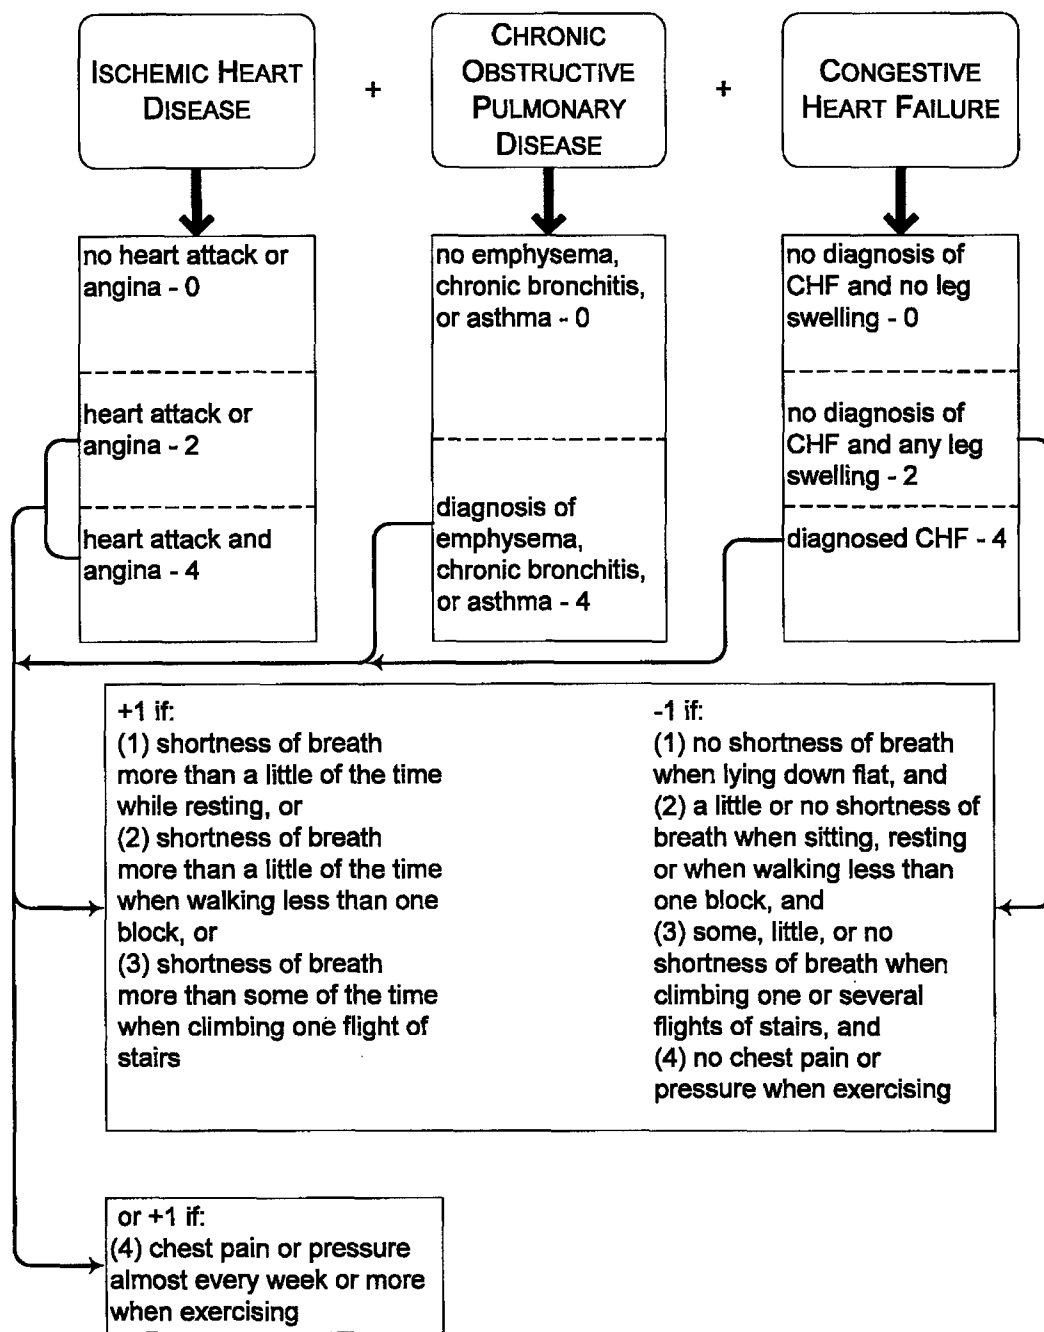 ISCHEMIC HEART
DISEASE
+
CHRONIC
OBSTRUCTIVE
PULMONARY
DISEASE
+
CONGESTIVE
HEART FAILURE
no heart attack or
angina - 0
heart attack or
angina - 2
heart attack and
angina - 4
no emphysema,
chronic bronchitis,
or asthma - 0
diagnosis of
emphysema,
chronic bronchitis,
or asthma - 4
no diagnosis of
CHF and no leg
swelling - 0
no diagnosis of
CHF and any leg
swelling - 2
diagnosed CHF - 4
+1 if:
(1) shortness of breath
more than a little of the time
while resting, or
(2) shortness of breath
more than a little of the time
when walking less than one
block, or
(3) shortness of breath
more than some of the time
when climbing one flight of
stairs
-1 if:
(1) no shortness of breath
when lying down flat, and
(2) a little or no shortness of
breath when sitting, resting
or when walking less than
one block, and
(3) some, little, or no
shortness of breath when
climbing one or several
flights of stairs, and
(4) no chest pain or
pressure when exercising
or +1 if:
(4) chest pain or pressure
almost every week or more
when exercising